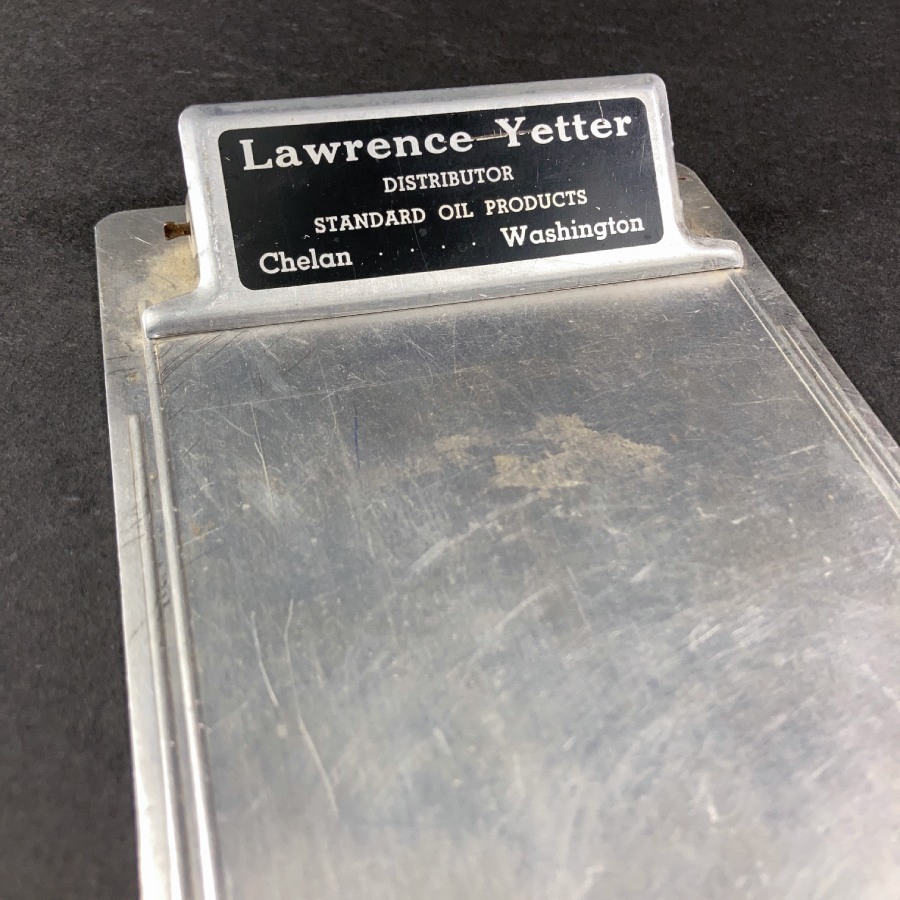 Lawrence Yetter
DISTRIBUTOR
STANDARD OIL PRODUCTS
Chelan . . . . Washington